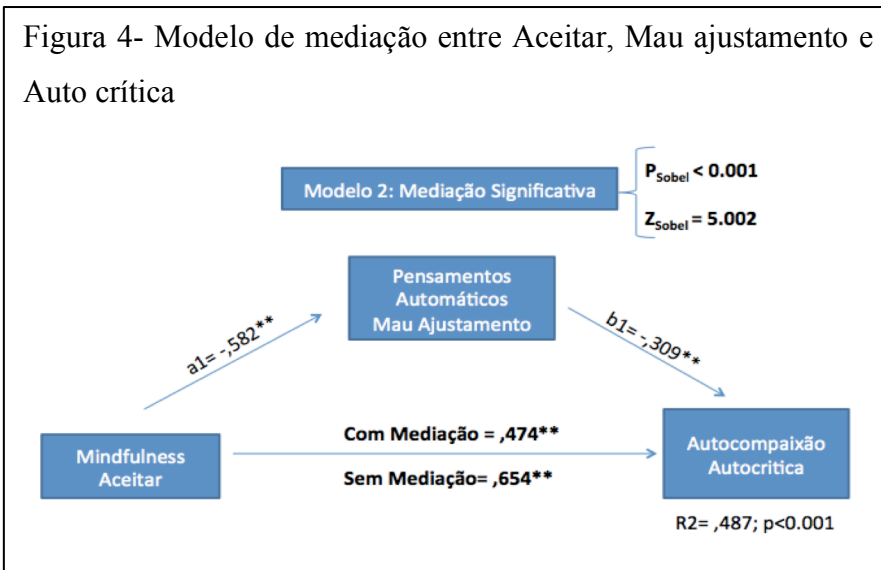 Figura 4- Modelo de mediação entre Aceitar, Mau ajustamento e
Auto crítica
Modelo 2: Mediação Significativa
P Sobel < 0.001
Z Sobel = 5.002
Pensamentos
Automáticos
Mau Ajustamento
a1= -,582**
b1= -,309**
Mindfulness
Aceitar
Com Mediação = ,474**
Sem Mediação= ,654**
Autocompaixão
Autocritica
R2= ,487; p<0.001